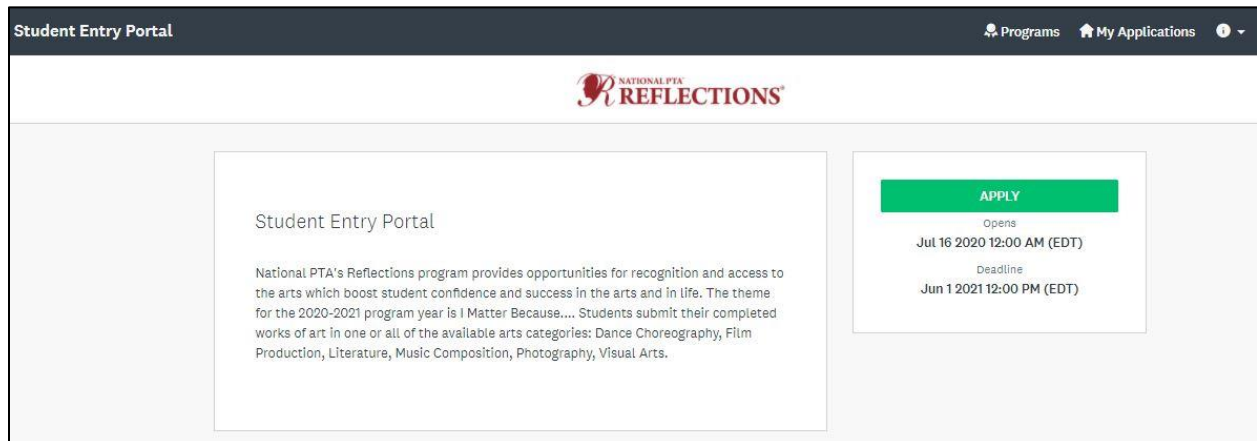 Student Entry Portal
Programs
My Applications
NATIONAL PTA
REFLECTIONS®
Student Entry Portal
National PTA's Reflections program provides opportunities for recognition and access to
the arts which boost student confidence and success in the arts and in life. The theme
for the 2020-2021 program year is I Matter Because.... Students submit their completed
works of art in one or all of the available arts categories: Dance Choreography, Film
Production, Literature, Music Composition, Photography, Visual Arts.
APPLY
Opens
Jul 16 2020 12:00 AM (EDT)
Deadline
Jun 1 2021 12:00 PM (EDT)